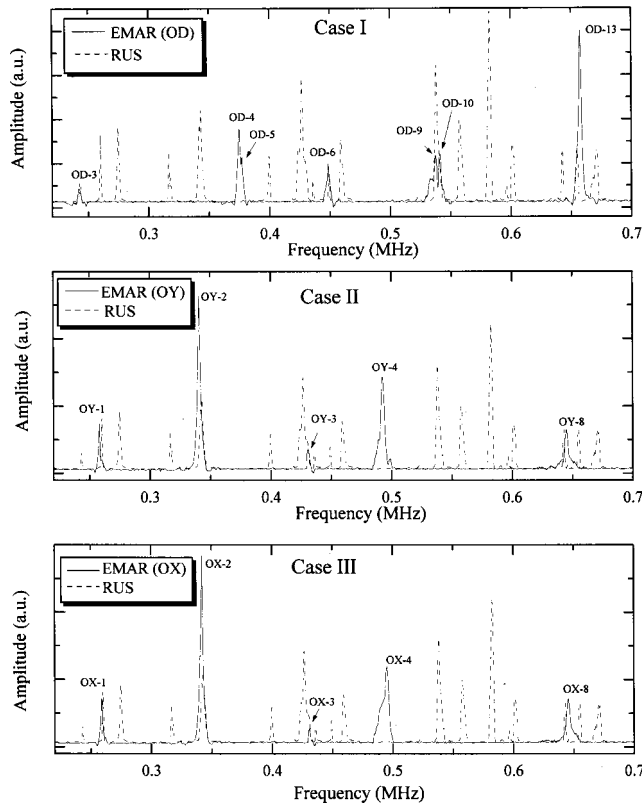 EMAR (OD)
RUS
Case I
OD-13
OD-4
OD-5
OD-10
OD-9
OD-6
OD-3
Amplitude (a.u.)
0.3 0.4 0.5 0.6 0.7
Frequency (MHz)
EMAR (OY)
RUS
Case II
OY-2
OY-4
OY-1
OY-3
OY-8
Amplitude (a.u.)
0.3 0.4 0.5 0.6 0.7
Frequency (MHz)
EMAR (OX)
RUS
Case III
OX-2
OX-4
OX-1
OX-3
OX-8
Amplitude (a.u.)
0.3 0.4 0.5 0.6 0.7
Frequency (MHz)